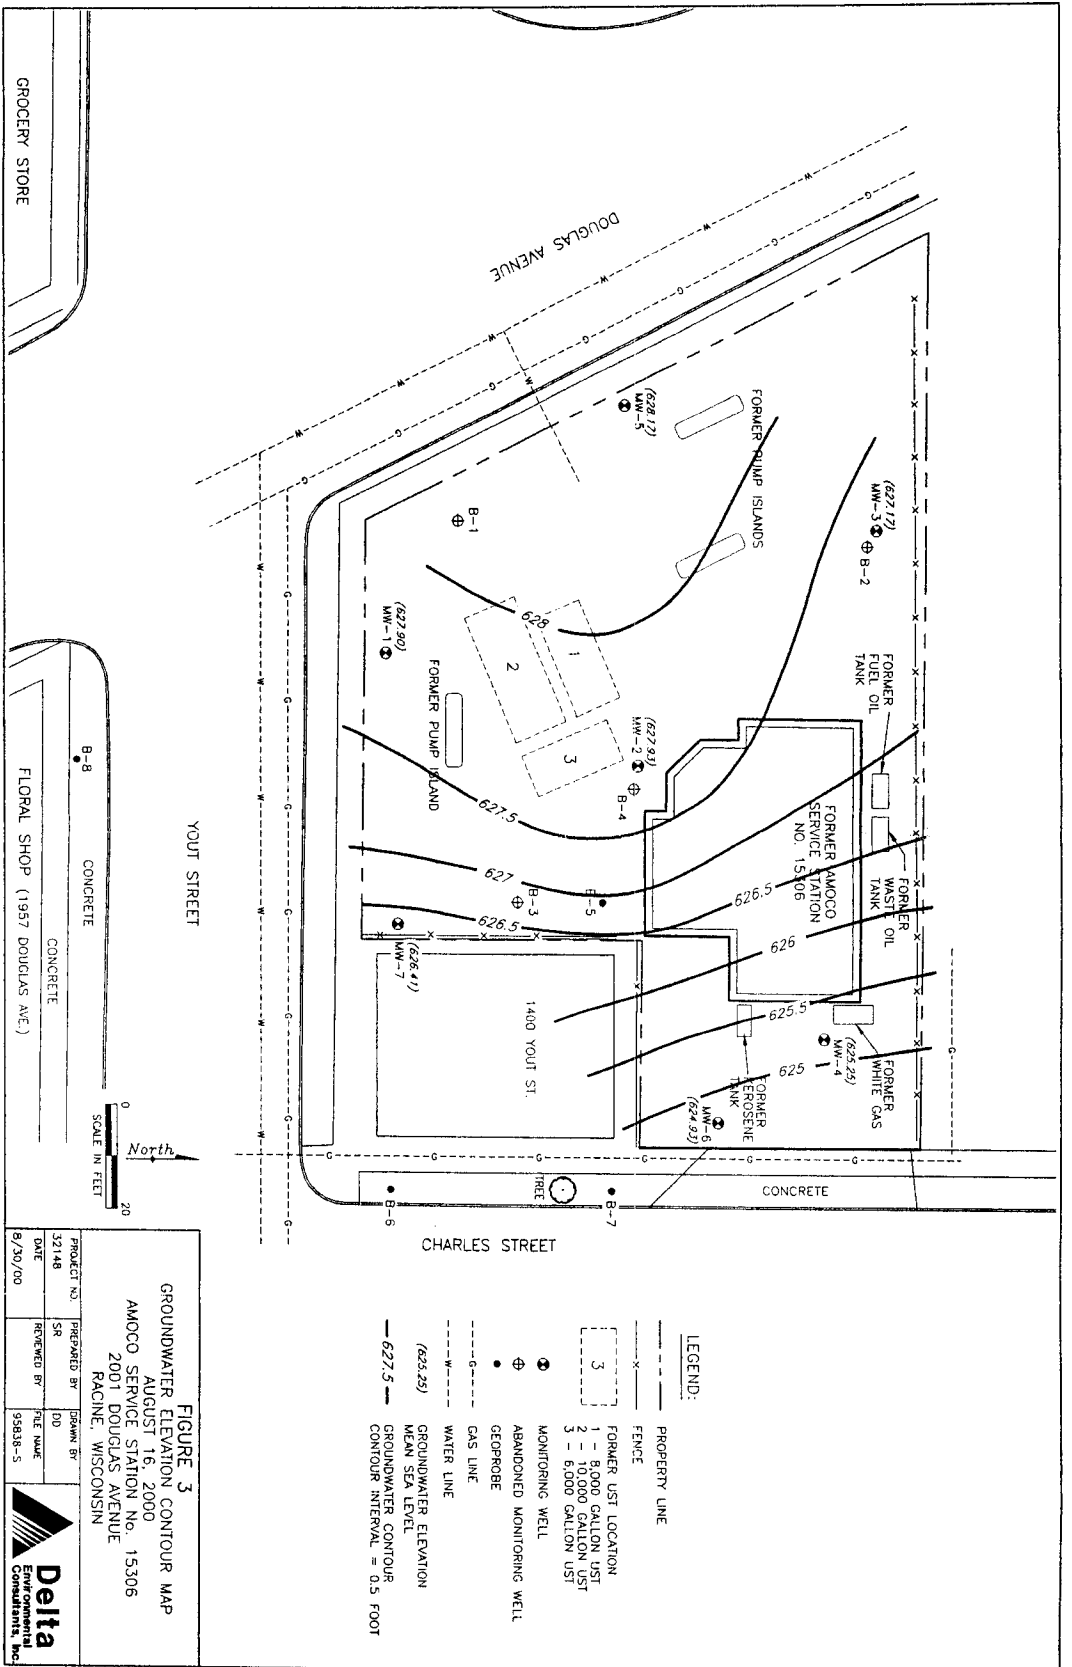 GROCERY STORE
DOUGLAS AVENUE
FORMER PUMP ISLANDS
(628.17)
MW-5
B-1
(627.17)
MW-3
B-2
FORMER
FUEL OIL
TANK
628
1
2
3
(627.90)
MW-1
FORMER PUMP ISLAND
(627.93)
MW-2
B-4
627.5
627
626.5
B-3
B-5
FORMER AMOCO
SERVICE STATION
NO. 15306
FORMER
WASTE OIL
TANK
626.5
626
625.5
625
(626.41)
MW-7
1400 YOUT ST.
(625.25)
MW-4
FORMER
WHITE GAS
FORMER
KEROSENE
TANK
MW-6
(624.93)
YOUT STREET
B-8
CONCRETE
CONCRETE
FLORAL SHOP (1957 DOUGLAS AVE.)
TREE
B-6
B-7
CONCRETE
CHARLES STREET
North
0 20
SCALE IN FEET
LEGEND:
PROPERTY LINE
x FENCE
3 FORMER UST LOCATION
1 - 8,000 GALLON UST
2 - 10,000 GALLON UST
3 - 6,000 GALLON UST
MONITORING WELL
ABANDONED MONITORING WELL
GEOPROBE
G GAS LINE
W WATER LINE
(625.25) GROUNDWATER ELEVATION
MEAN SEA LEVEL
627.5 GROUNDWATER CONTOUR
CONTOUR INTERVAL = 0.5 FOOT
FIGURE 3
GROUNDWATER ELEVATION CONTOUR MAP
AUGUST 16, 2000
AMOCO SERVICE STATION No. 15306
2001 DOUGLAS AVENUE
RACINE, WISCONSIN
PROJECT NO. PREPARED BY DRAWN BY
32148 SR DD
DATE REVIEWED BY FILE NAME
8/30/00 95838-5
Delta
Environmental
Consultants, Inc.